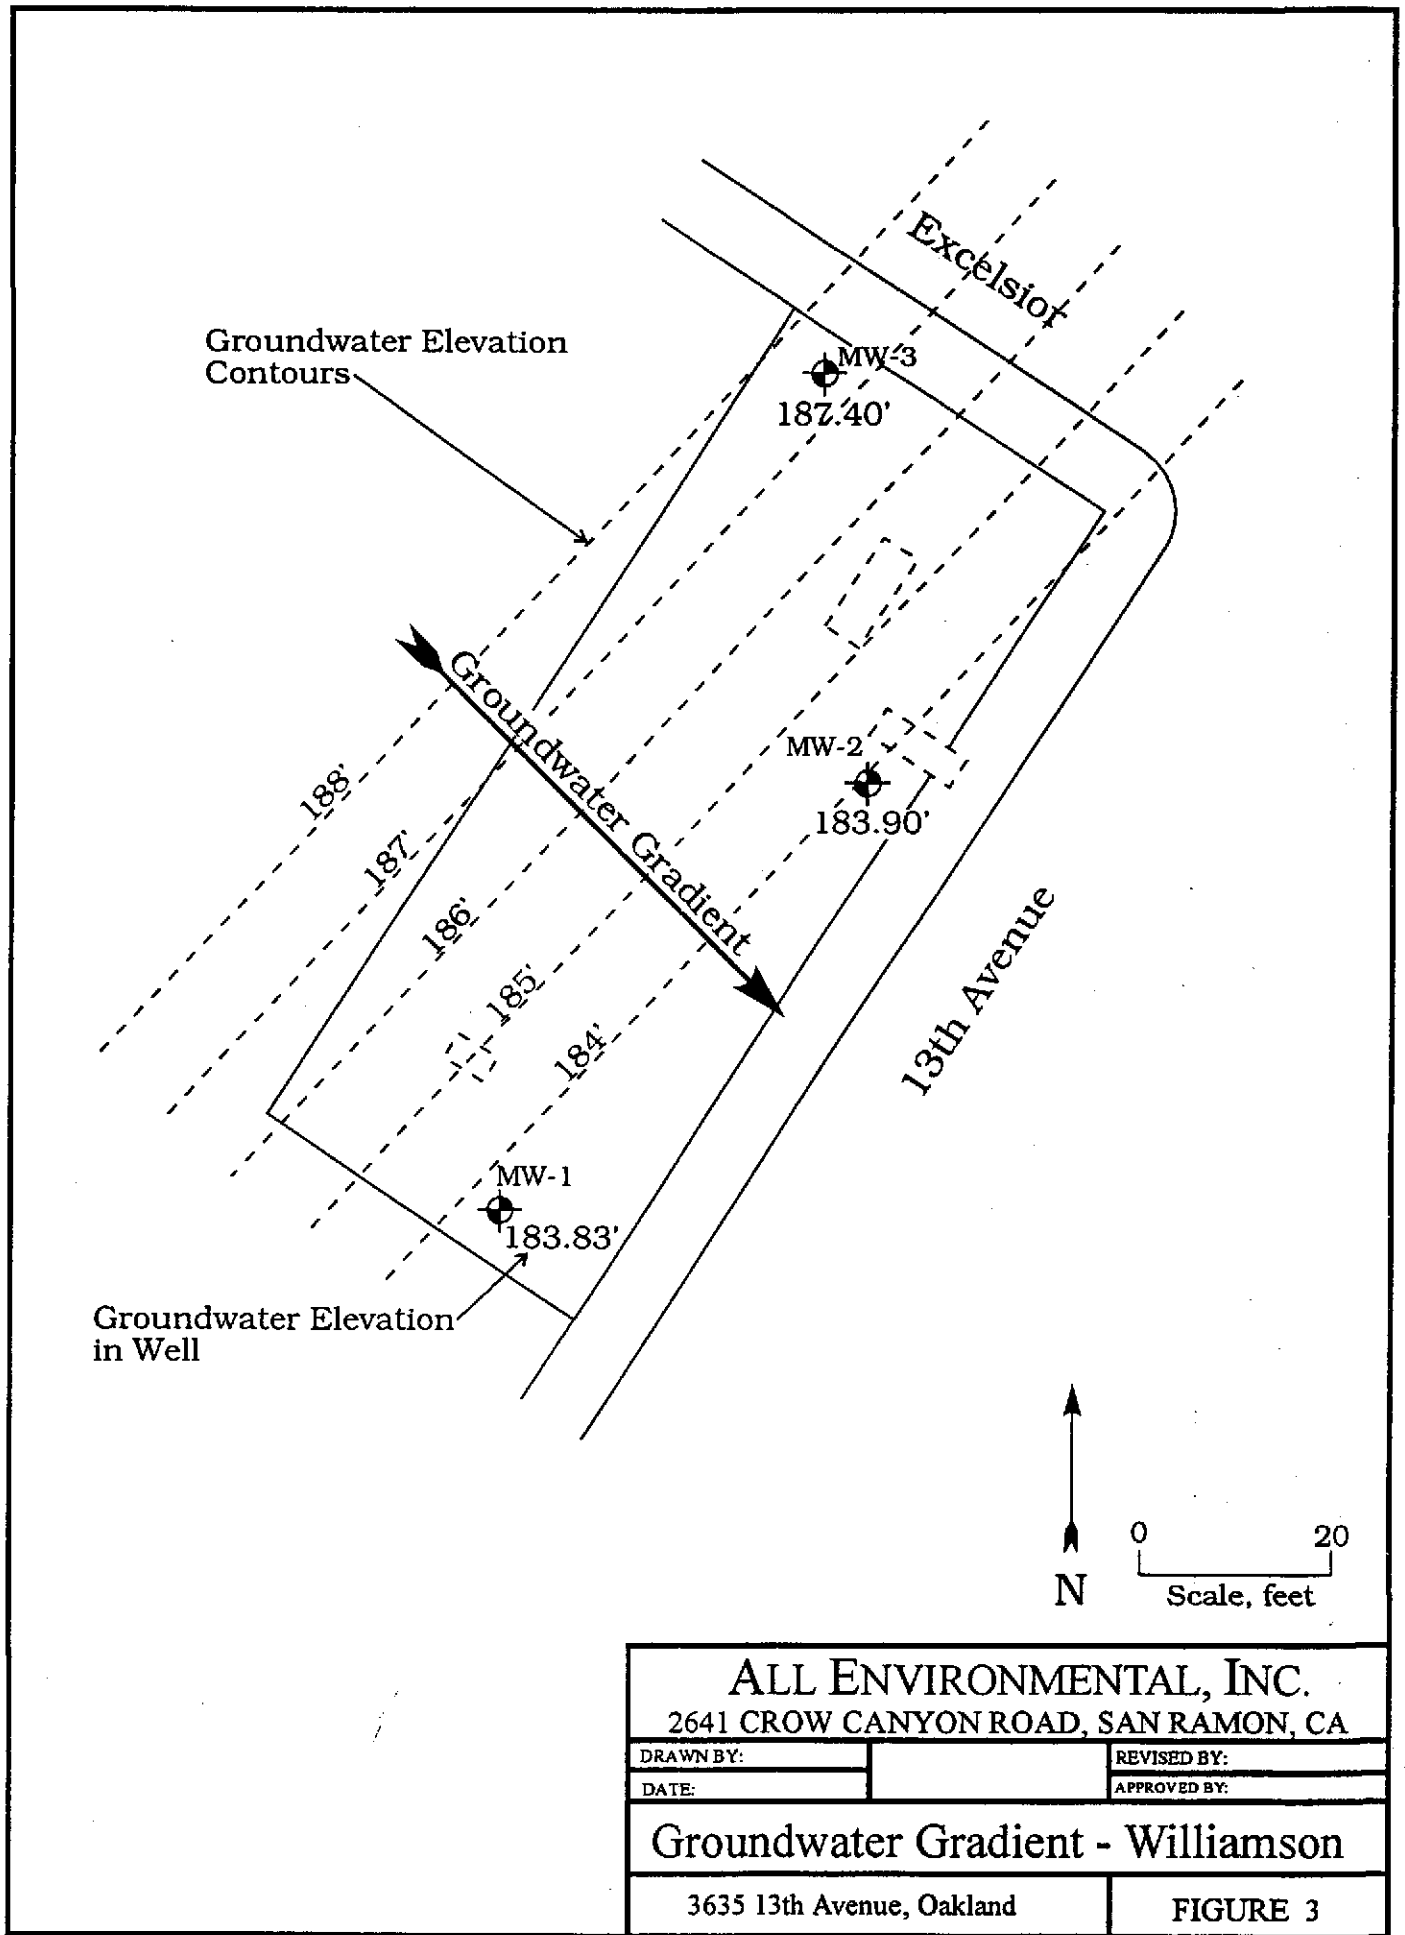 Excelsior
Groundwater Elevation
Contours
MW-3
187.40'
Groundwater Gradient
MW-2
183.90'
188'
187'
186'
185'
184'
13th Avenue
MW-1
183.83'
Groundwater Elevation
in Well
N
0 20
Scale, feet
ALL ENVIRONMENTAL, INC.
2641 CROW CANYON ROAD, SAN RAMON, CA
DRAWN BY:
REVISED BY:
DATE:
APPROVED BY:
Groundwater Gradient - Williamson
3635 13th Avenue, Oakland
FIGURE 3